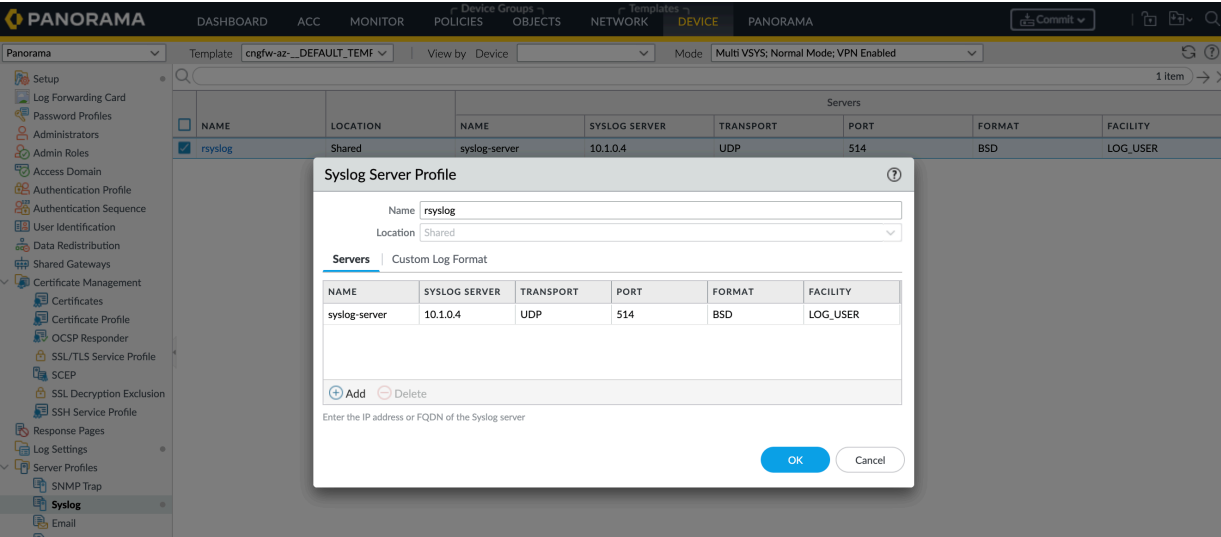 PANORAMA
DASHBOARD ACC MONITOR Device Groups POLICIES OBJECTS Templates NETWORK DEVICE PANORAMA Commit
Panorama Template cngfw-az-__DEFAULT_TEMF View by Device Mode Multi VSYS; Normal Mode; VPN Enabled
1 item
Setup
Log Forwarding Card
Password Profiles
Administrators
Admin Roles
Access Domain
Authentication Profile
Authentication Sequence
User Identification
Data Redistribution
Shared Gateways
Certificate Management
Certificates
Certificate Profile
OCSP Responder
SSL/TLS Service Profile
SCEP
SSL Decryption Exclusion
SSH Service Profile
Response Pages
Log Settings
Server Profiles
SNMP Trap
Syslog
Email
Servers
NAME LOCATION NAME SYSLOG SERVER TRANSPORT PORT FORMAT FACILITY
rsyslog Shared syslog-server 10.1.0.4 UDP 514 BSD LOG_USER
Syslog Server Profile
Name rsyslog
Location Shared
Servers Custom Log Format
NAME SYSLOG SERVER TRANSPORT PORT FORMAT FACILITY
syslog-server 10.1.0.4 UDP 514 BSD LOG_USER
Add Delete
Enter the IP address or FQDN of the Syslog server
OK Cancel